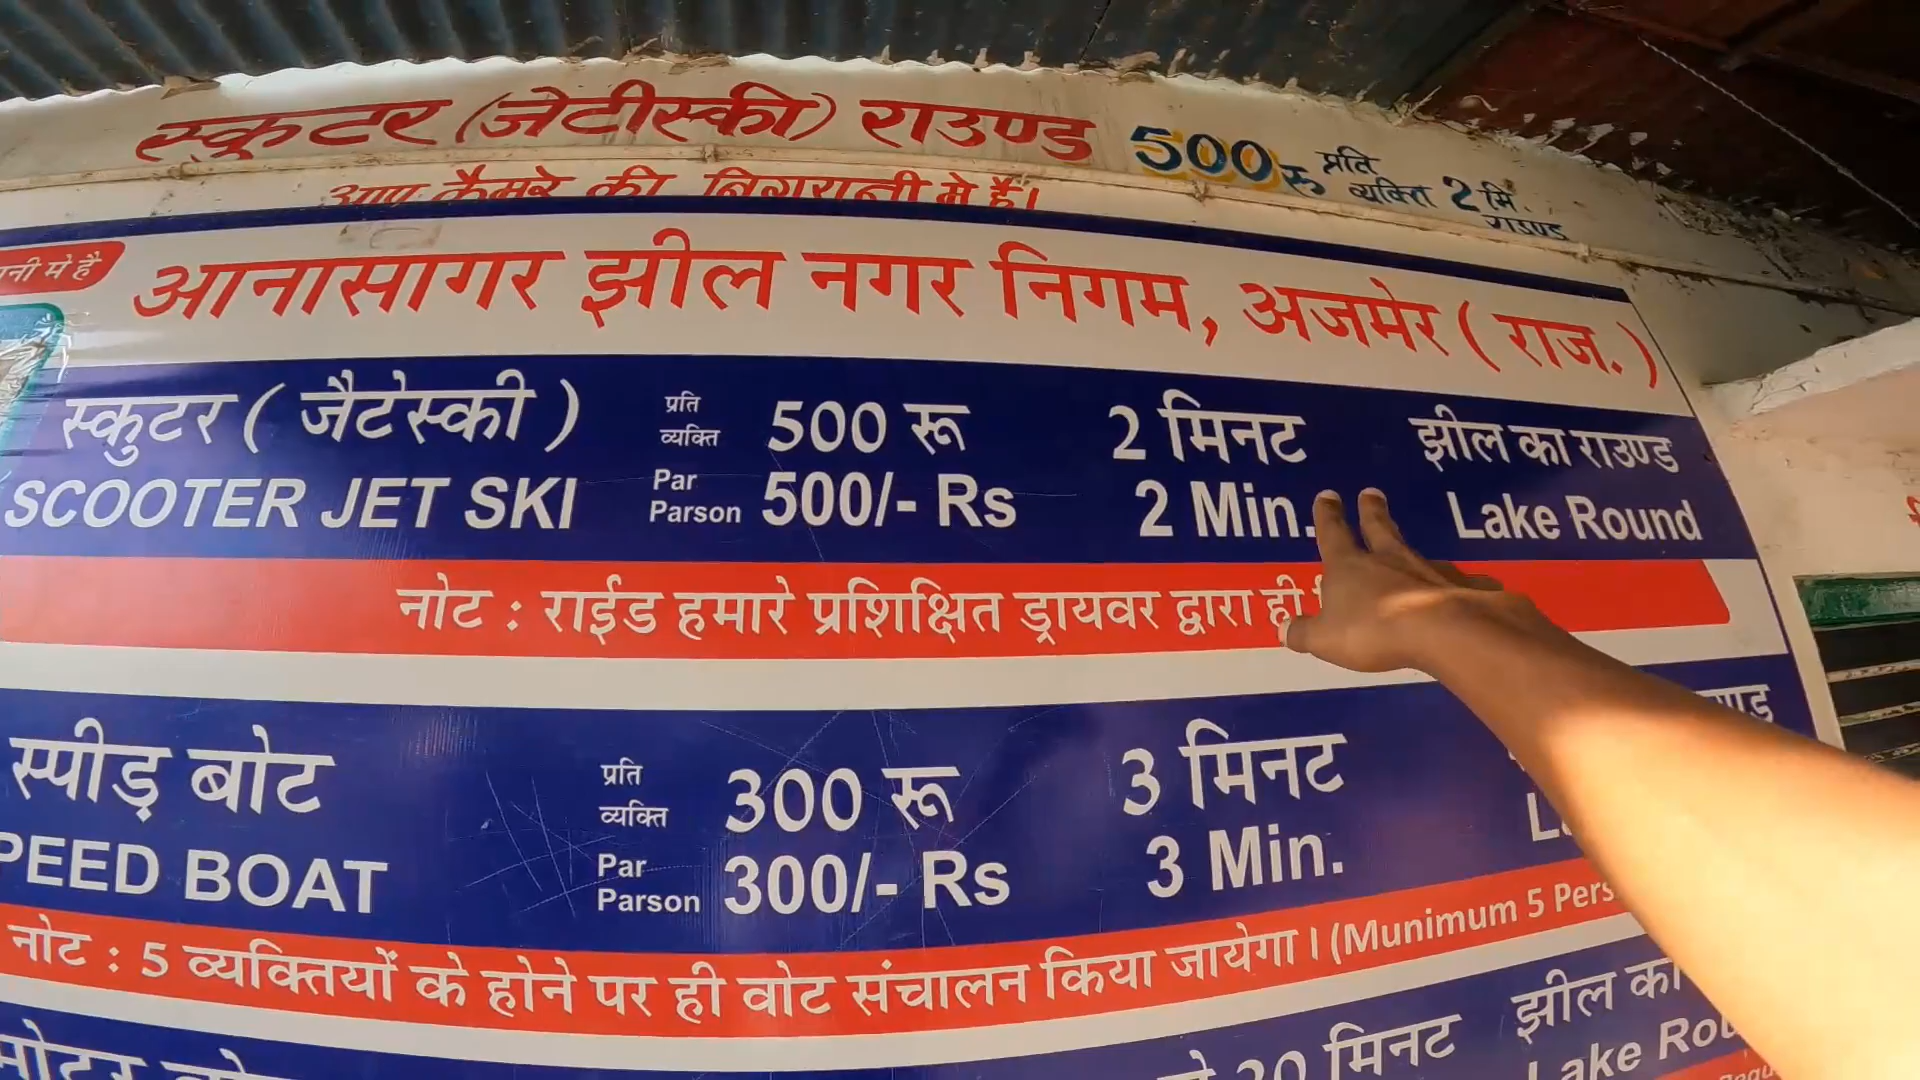 स्कुटर (जेटीस्की) राउण्ड 500 रू प्रति व्यक्ति 2 मि. राउण्ड
आप कैमरे की निगरानी मे है।
नी मे है
आनासागर झील नगर निगम, अजमेर ( राज. )
स्कुटर ( जैटेस्की ) प्रति व्यक्ति 500 रू 2 मिनट झील का राउण्ड
SCOOTER JET SKI Par Parson 500/- Rs 2 Min. Lake Round
नोट : राईड हमारे प्रशिक्षित ड्रायवर द्वारा ही
स्पीड़ बोट प्रति व्यक्ति 300 रू 3 मिनट
PEED BOAT Par Parson 300/- Rs 3 Min.
नोट : 5 व्यक्तियों के होने पर ही वोट संचालन किया जायेगा । (Munimum 5 Pers
मोटर बो 20 मिनट झील का
Lake Rou